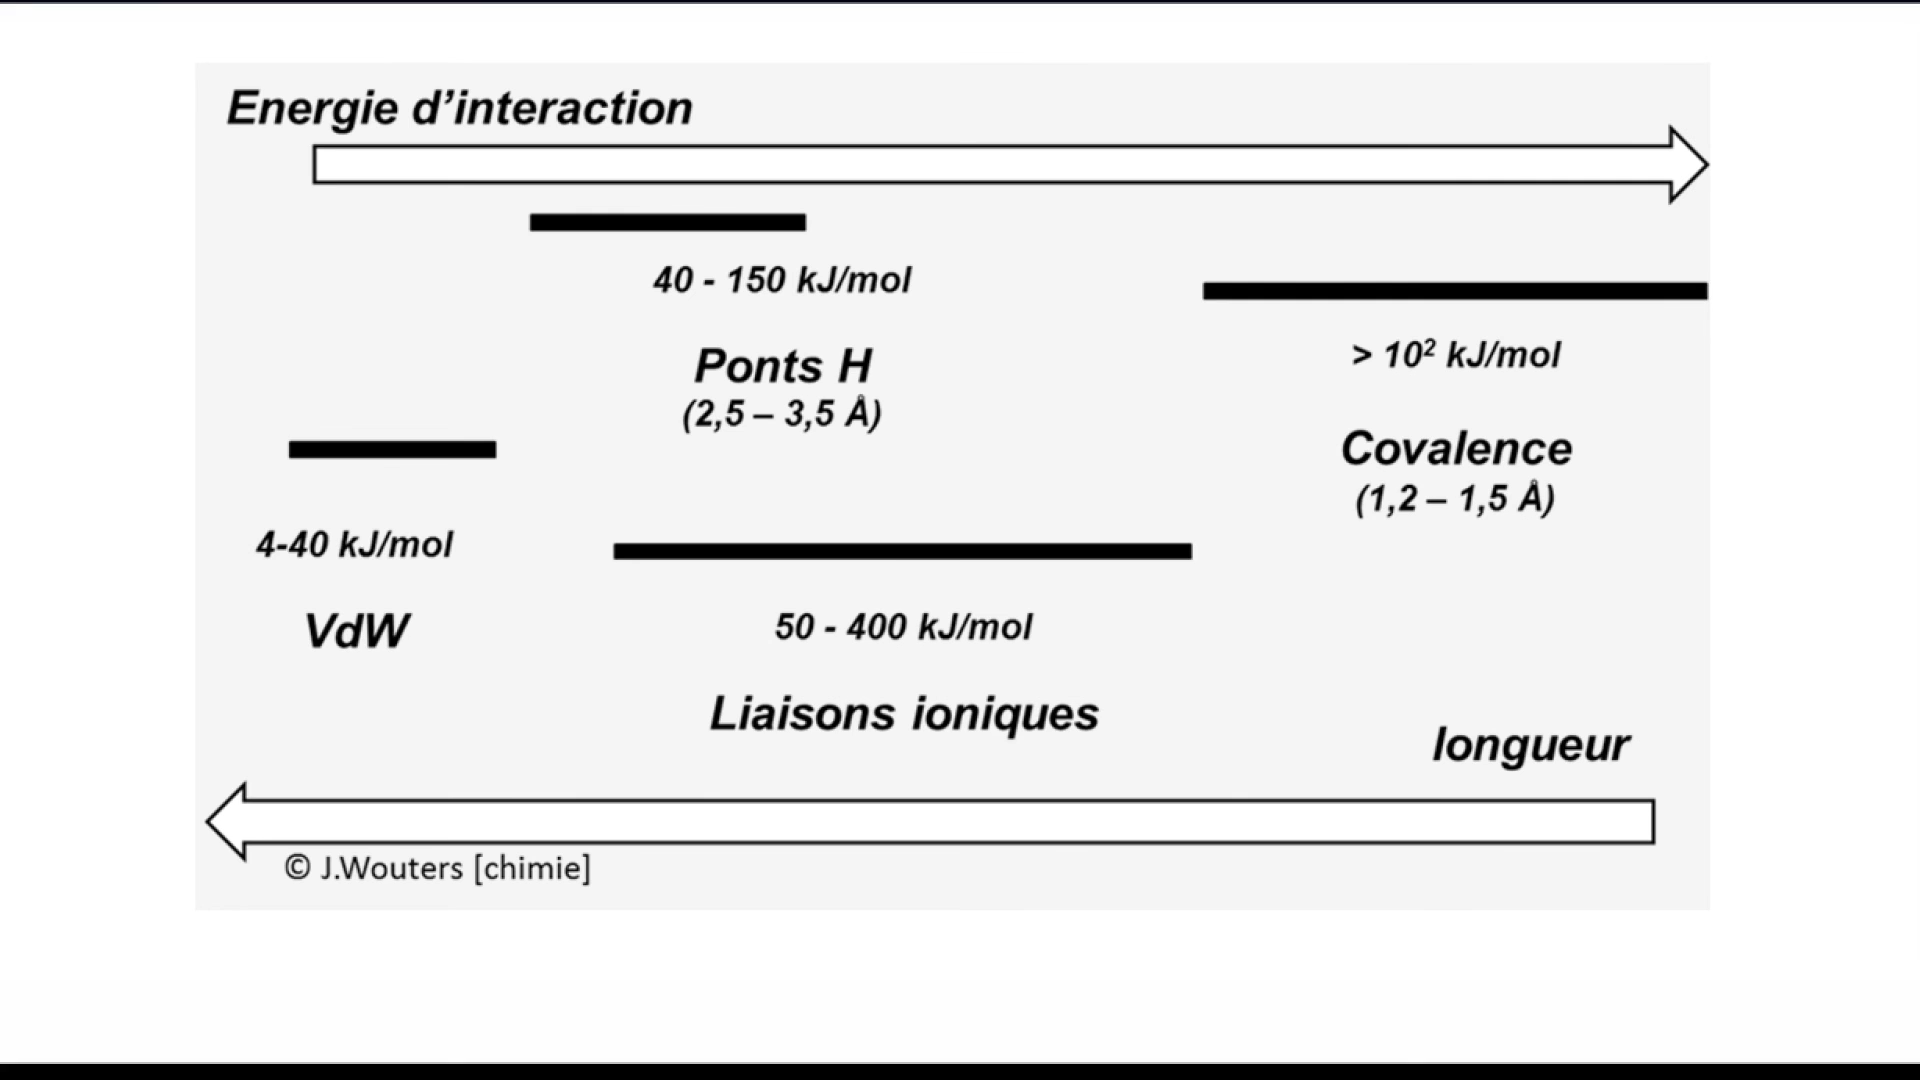 Energie d’interaction
40 - 150 kJ/mol
Ponts H
(2,5 – 3,5 Å)
> 10² kJ/mol
Covalence
(1,2 – 1,5 Å)
4-40 kJ/mol
VdW
50 - 400 kJ/mol
Liaisons ioniques
longueur
© J.Wouters [chimie]